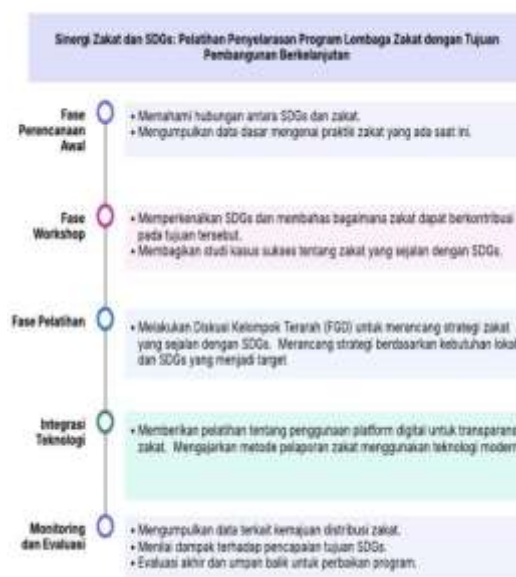 Sinergi Zakat dan SDGs: Pelatihan Penyelarasan Program Lembaga Zakat dengan Tujuan
Pembangunan Berkelanjutan
Fase
Perencanaan
Awal
• Memahami hubungan antara SDGs dan zakat.
• Mengumpulkan data dasar mengenai praktik zakat yang ada saat ini.
Fase
Workshop
• Memperkenalkan SDGs dan membahas bagaimana zakat dapat berkontribusi
pada tujuan tersebut.
• Membagikan studi kasus sukses tentang zakat yang sejalan dengan SDGs.
Fase Pelatihan
• Melakukan Diskusi Kelompok Terarah (FGD) untuk merancang strategi zakat
yang sejalan dengan SDGs. Merancang strategi berdasarkan kebutuhan lokal
dan SDGs yang menjadi target
Integrasi
Teknologi
• Memberikan pelatihan tentang penggunaan platform digital untuk transparans
zakat. Mengajarkan metode pelaporan zakat menggunakan teknologi modern
Monitoring
dan Evaluasi
• Mengumpulkan data terkait kemajuan distribusi zakat.
• Menilai dampak terhadap pencapaian tujuan SDGs.
• Evaluasi akhir dan umpan balik untuk perbaikan program.